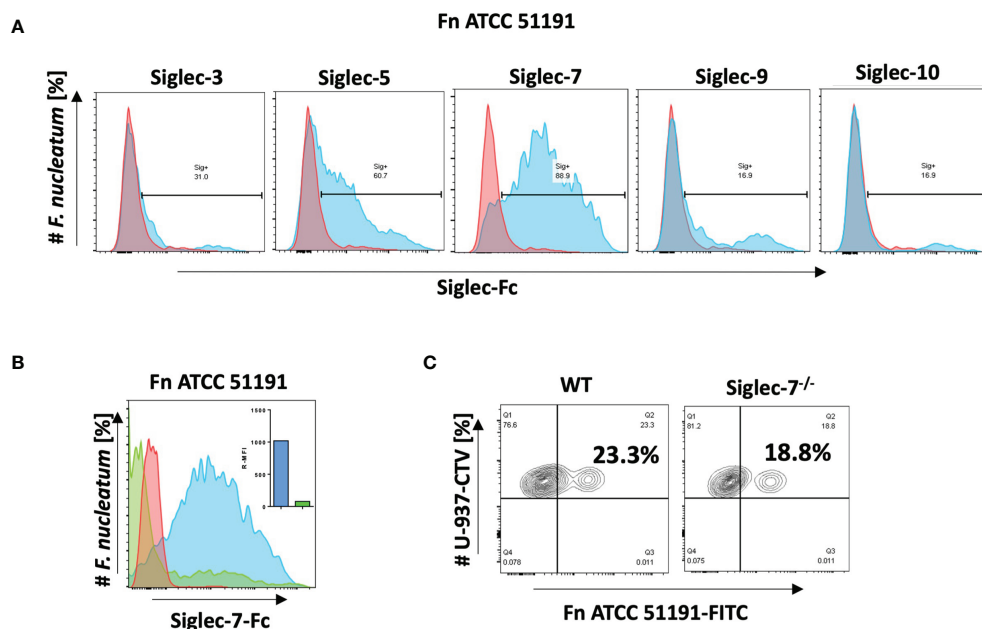 A
Fn ATCC 51191
Siglec-3
Siglec-5
Siglec-7
Siglec-9
Siglec-10
# F. nucleatum [%]
Sig+
31.0
Sig+
60.7
Sig+
88.9
Sig+
16.9
Sig+
16.9
Siglec-Fc
B
Fn ATCC 51191
# F. nucleatum [%]
R-MFI
1500
1000
500
0
Siglec-7-Fc
C
WT
Siglec-7-/-
# U-937-CTV [%]
Q1
76.6
Q2
23.3
23.3%
Q4
0.078
Q3
0.011
Q1
81.2
Q2
18.8
18.8%
Q4
0.075
Q3
0.011
Fn ATCC 51191-FITC